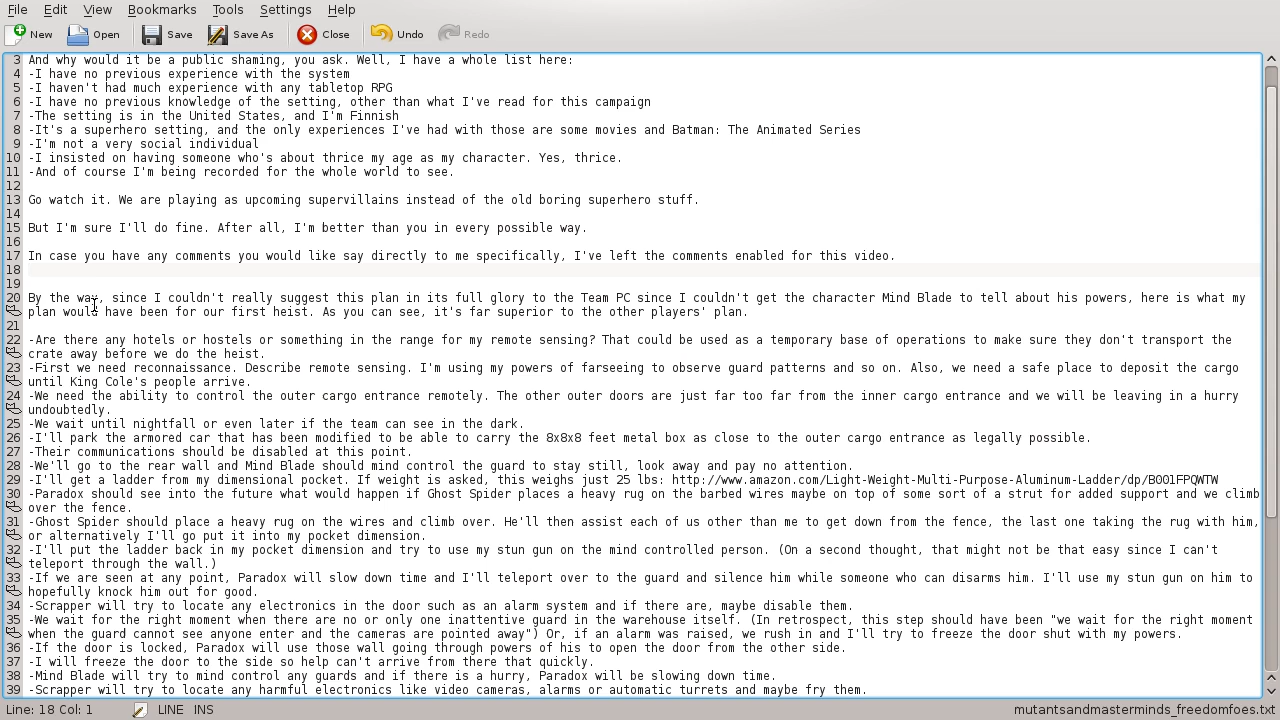 File Edit View Bookmarks Tools Settings Help
New Open Save Save As Close Undo Redo
3 And why would it be a public shaming, you ask. Well, I have a whole list here:
4 -I have no previous experience with the system
5 -I haven't had much experience with any tabletop RPG
6 -I have no previous knowledge of the setting, other than what I've read for this campaign
7 -The setting is in the United States, and I'm Finnish
8 -It's a superhero setting, and the only experiences I've had with those are some movies and Batman: The Animated Series
9 -I'm not a very social individual
10 -I insisted on having someone who's about thrice my age as my character. Yes, thrice.
11 -And of course I'm being recorded for the whole world to see.
12
13 Go watch it. We are playing as upcoming supervillains instead of the old boring superhero stuff.
14
15 But I'm sure I'll do fine. After all, I'm better than you in every possible way.
16
17 In case you have any comments you would like say directly to me specifically, I've left the comments enabled for this video.
18
19
20 By the way, since I couldn't really suggest this plan in its full glory to the Team PC since I couldn't get the character Mind Blade to tell about his powers, here is what my
plan would have been for our first heist. As you can see, it's far superior to the other players' plan.
21
22 -Are there any hotels or hostels or something in the range for my remote sensing? That could be used as a temporary base of operations to make sure they don't transport the
crate away before we do the heist.
23 -First we need reconnaissance. Describe remote sensing. I'm using my powers of farseeing to observe guard patterns and so on. Also, we need a safe place to deposit the cargo
until King Cole's people arrive.
24 -We need the ability to control the outer cargo entrance remotely. The other outer doors are just far too far from the inner cargo entrance and we will be leaving in a hurry
undoubtedly.
25 -We wait until nightfall or even later if the team can see in the dark.
26 -I'll park the armored car that has been modified to be able to carry the 8x8x8 feet metal box as close to the outer cargo entrance as legally possible.
27 -Their communications should be disabled at this point.
28 -We'll go to the rear wall and Mind Blade should mind control the guard to stay still, look away and pay no attention.
29 -I'll get a ladder from my dimensional pocket. If weight is asked, this weighs just 25 lbs: http://www.amazon.com/Light-Weight-Multi-Purpose-Aluminum-Ladder/dp/B001FPQWTW
30 -Paradox should see into the future what would happen if Ghost Spider places a heavy rug on the barbed wires maybe on top of some sort of a strut for added support and we climb
over the fence.
31 -Ghost Spider should place a heavy rug on the wires and climb over. He'll then assist each of us other than me to get down from the fence, the last one taking the rug with him,
or alternatively I'll go put it into my pocket dimension.
32 -I'll put the ladder back in my pocket dimension and try to use my stun gun on the mind controlled person. (On a second thought, that might not be that easy since I can't
teleport through the wall.)
33 -If we are seen at any point, Paradox will slow down time and I'll teleport over to the guard and silence him while someone who can disarms him. I'll use my stun gun on him to
hopefully knock him out for good.
34 -Scrapper will try to locate any electronics in the door such as an alarm system and if there are, maybe disable them.
35 -We wait for the right moment when there are no or only one inattentive guard in the warehouse itself. (In retrospect, this step should have been "we wait for the right moment
when the guard cannot see anyone enter and the cameras are pointed away") Or, if an alarm was raised, we rush in and I'll try to freeze the door shut with my powers.
36 -If the door is locked, Paradox will use those wall going through powers of his to open the door from the other side.
37 -I will freeze the door to the side so help can't arrive from there that quickly.
38 -Mind Blade will try to mind control any guards and if there is a hurry, Paradox will be slowing down time.
39 -Scrapper will try to locate any harmful electronics like video cameras, alarms or automatic turrets and maybe fry them.
Line: 18 Col: 1 LINE INS mutantsandmasterminds_freedomfoes.txt